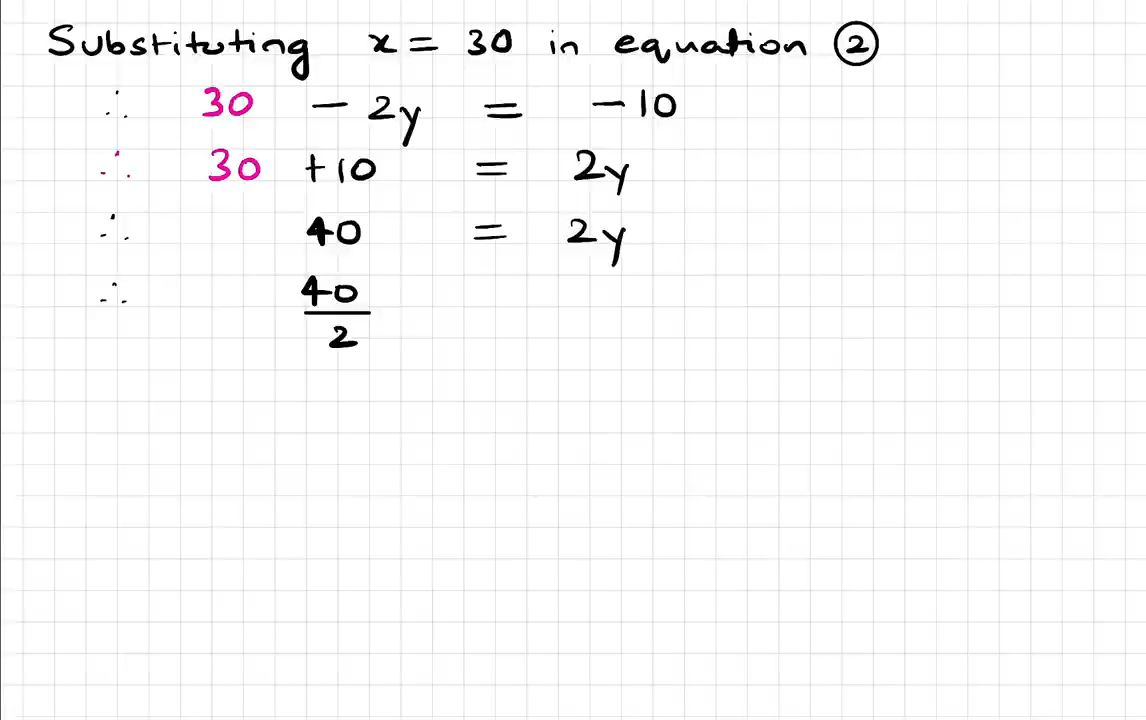 Substituting x = 30 in equation ②
∴ 30 - 2y = -10
∴ 30 +10 = 2y
∴ 40 = 2y
∴ 40
2